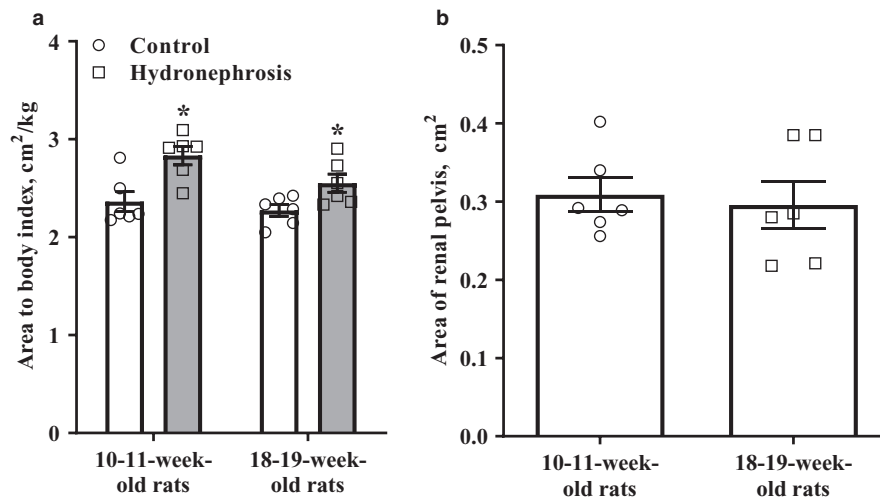 a
Area to body index, cm²/kg
4
3
2
1
0
Control
Hydronephrosis
*
*
10-11-week-
old rats
18-19-week-
old rats
b
Area of renal pelvis, cm²
0.5
0.4
0.3
0.2
0.1
0.0
10-11-week-
old rats
18-19-week-
old rats